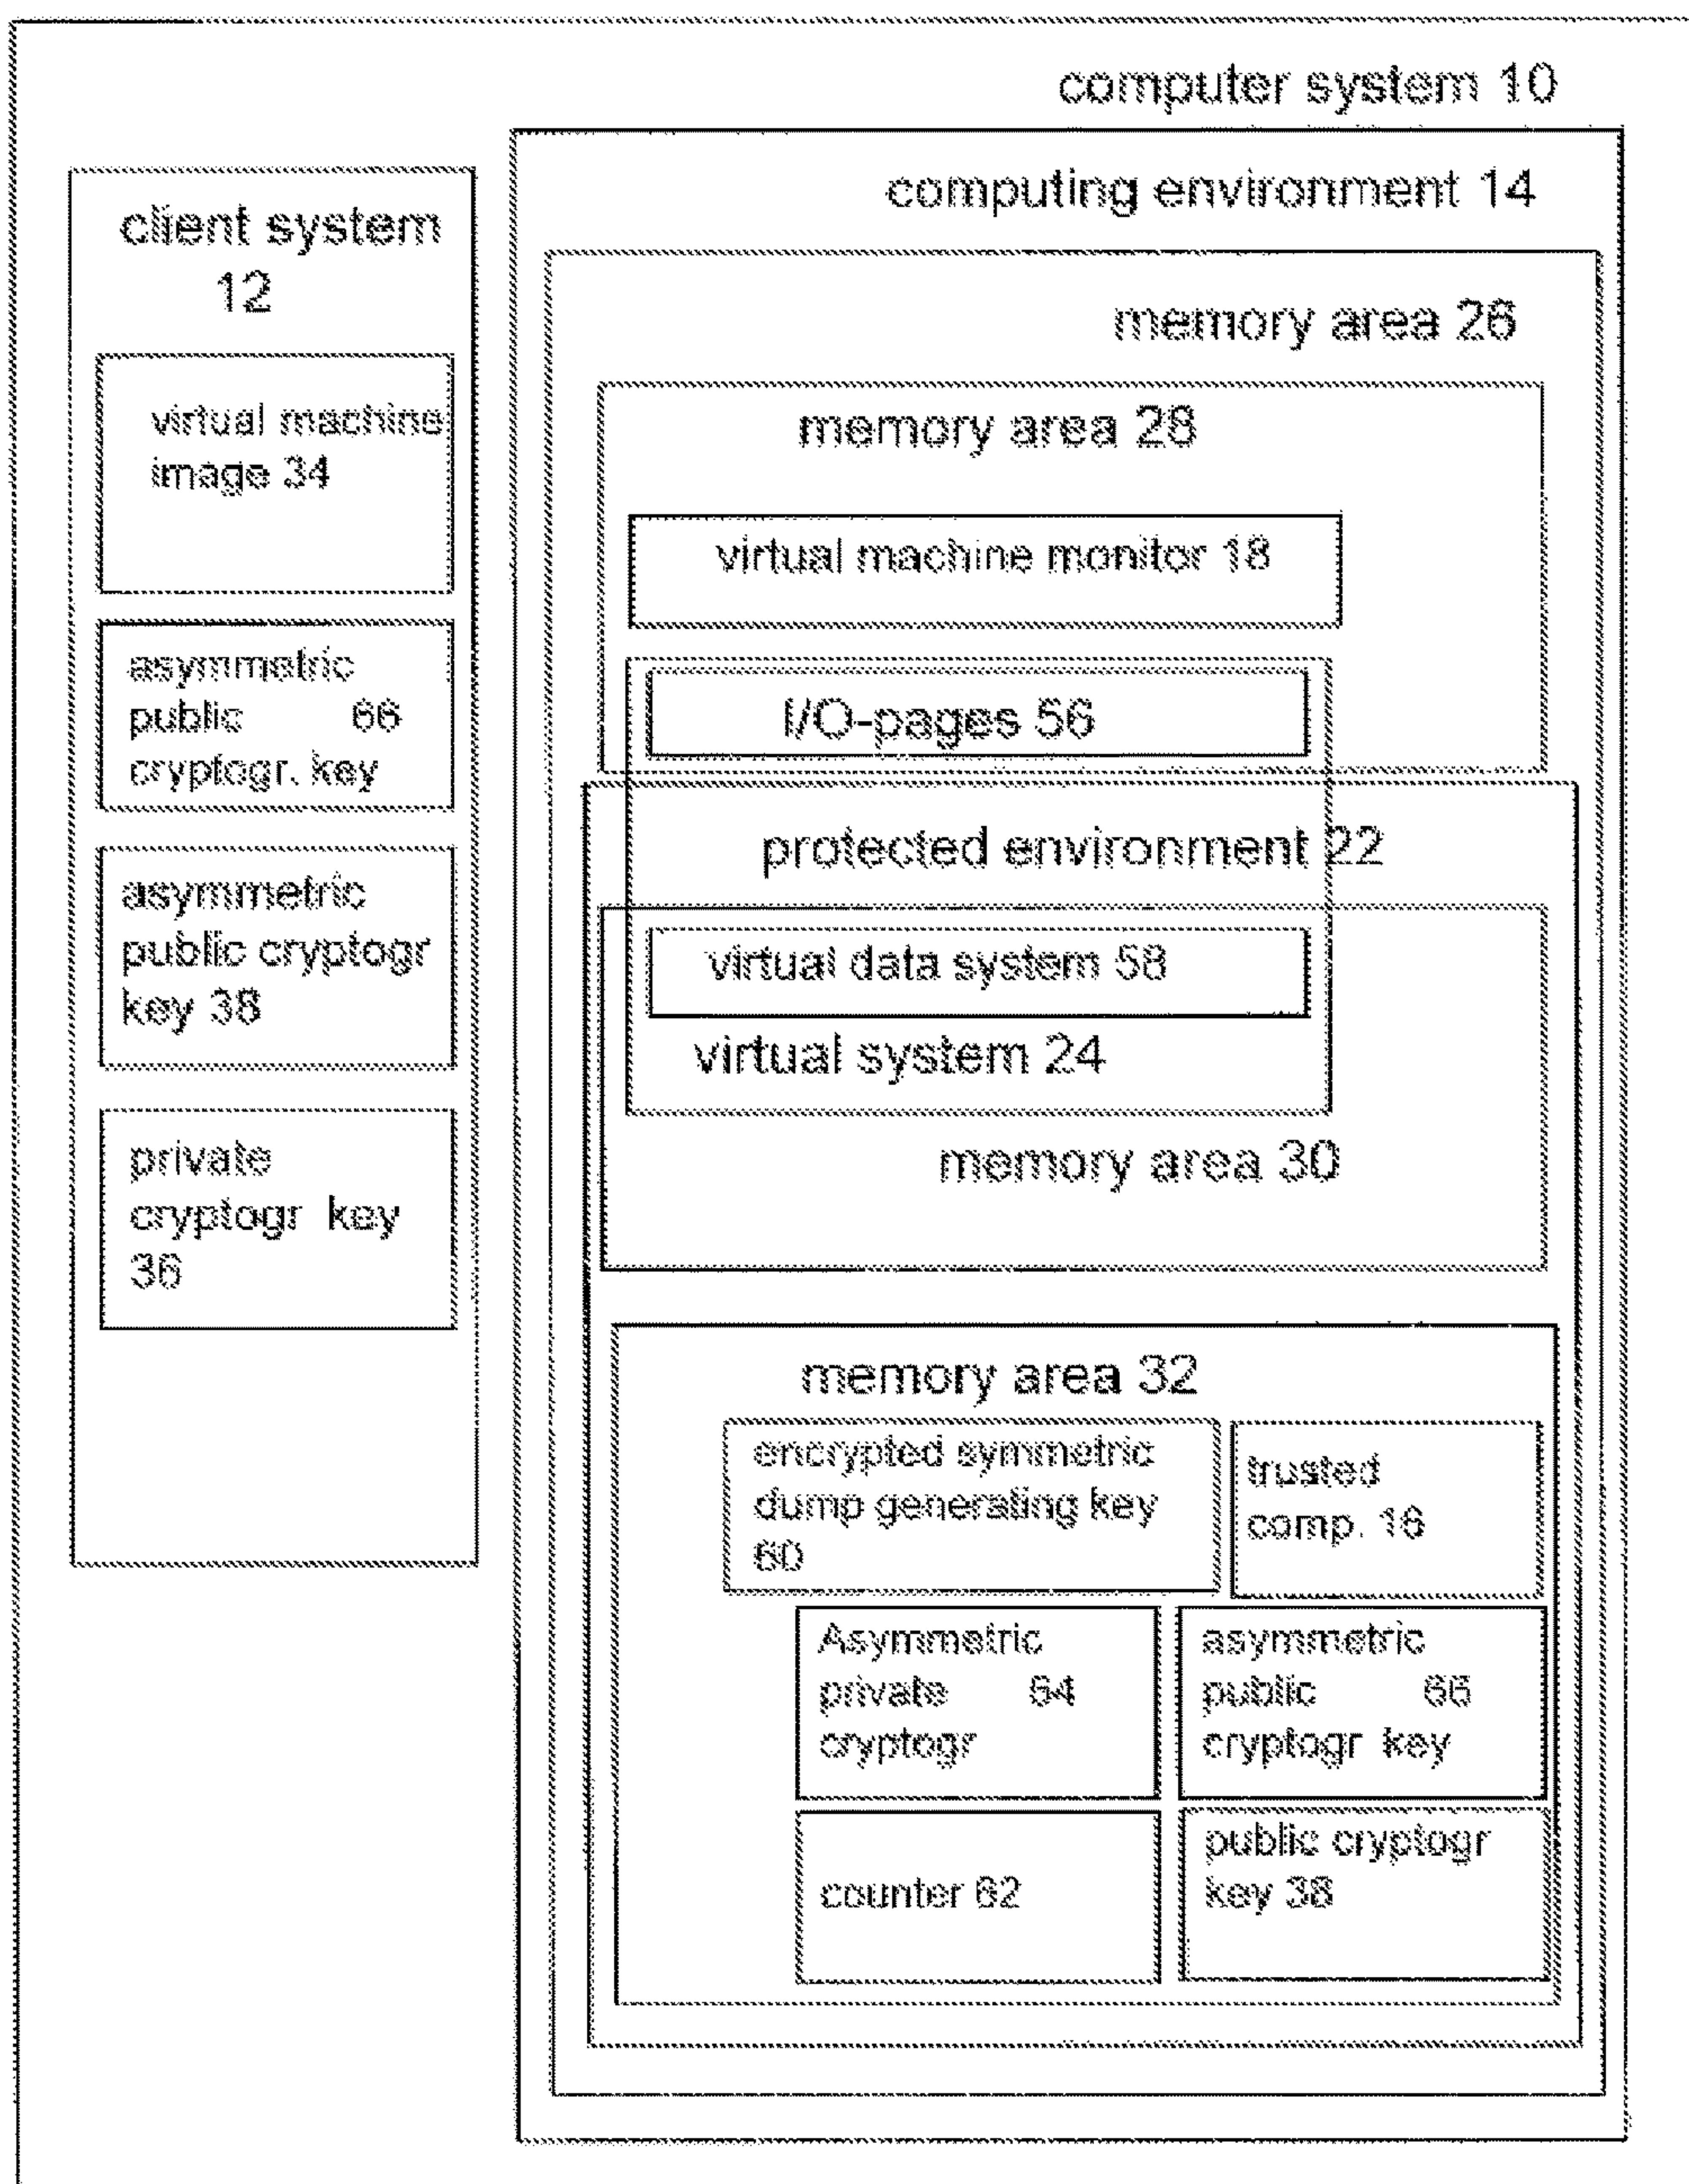 computer system 10
client system
12
virtual machine
image 34
asymmetric
public 66
cryptogr. key
asymmetric
public cryptogr
key 38
private
cryptogr key
36
computing environment 14
memory area 26
memory area 28
virtual machine monitor 18
I/O-pages 56
protected environment 22
virtual data system 58
virtual system 24
memory area 30
memory area 32
encrypted symmetric
dump generating key
60
trusted
comp. 16
Asymmetric
private 64
cryptogr
asymmetric
public 66
cryptogr key
counter 62
public cryptogr
key 38